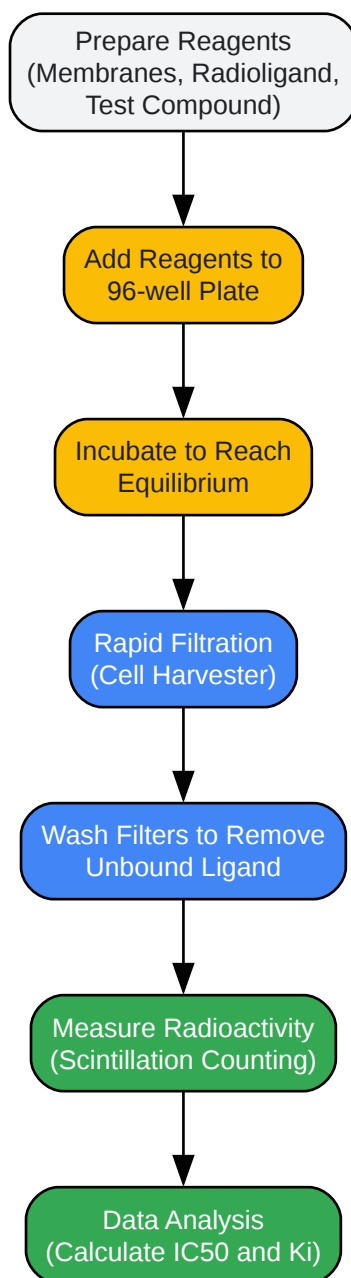 Prepare Reagents
(Membranes, Radioligand,
Test Compound)
Add Reagents to
96-well Plate
Incubate to Reach
Equilibrium
Rapid Filtration
(Cell Harvester)
Wash Filters to Remove
Unbound Ligand
Measure Radioactivity
(Scintillation Counting)
Data Analysis
(Calculate IC50 and Ki)